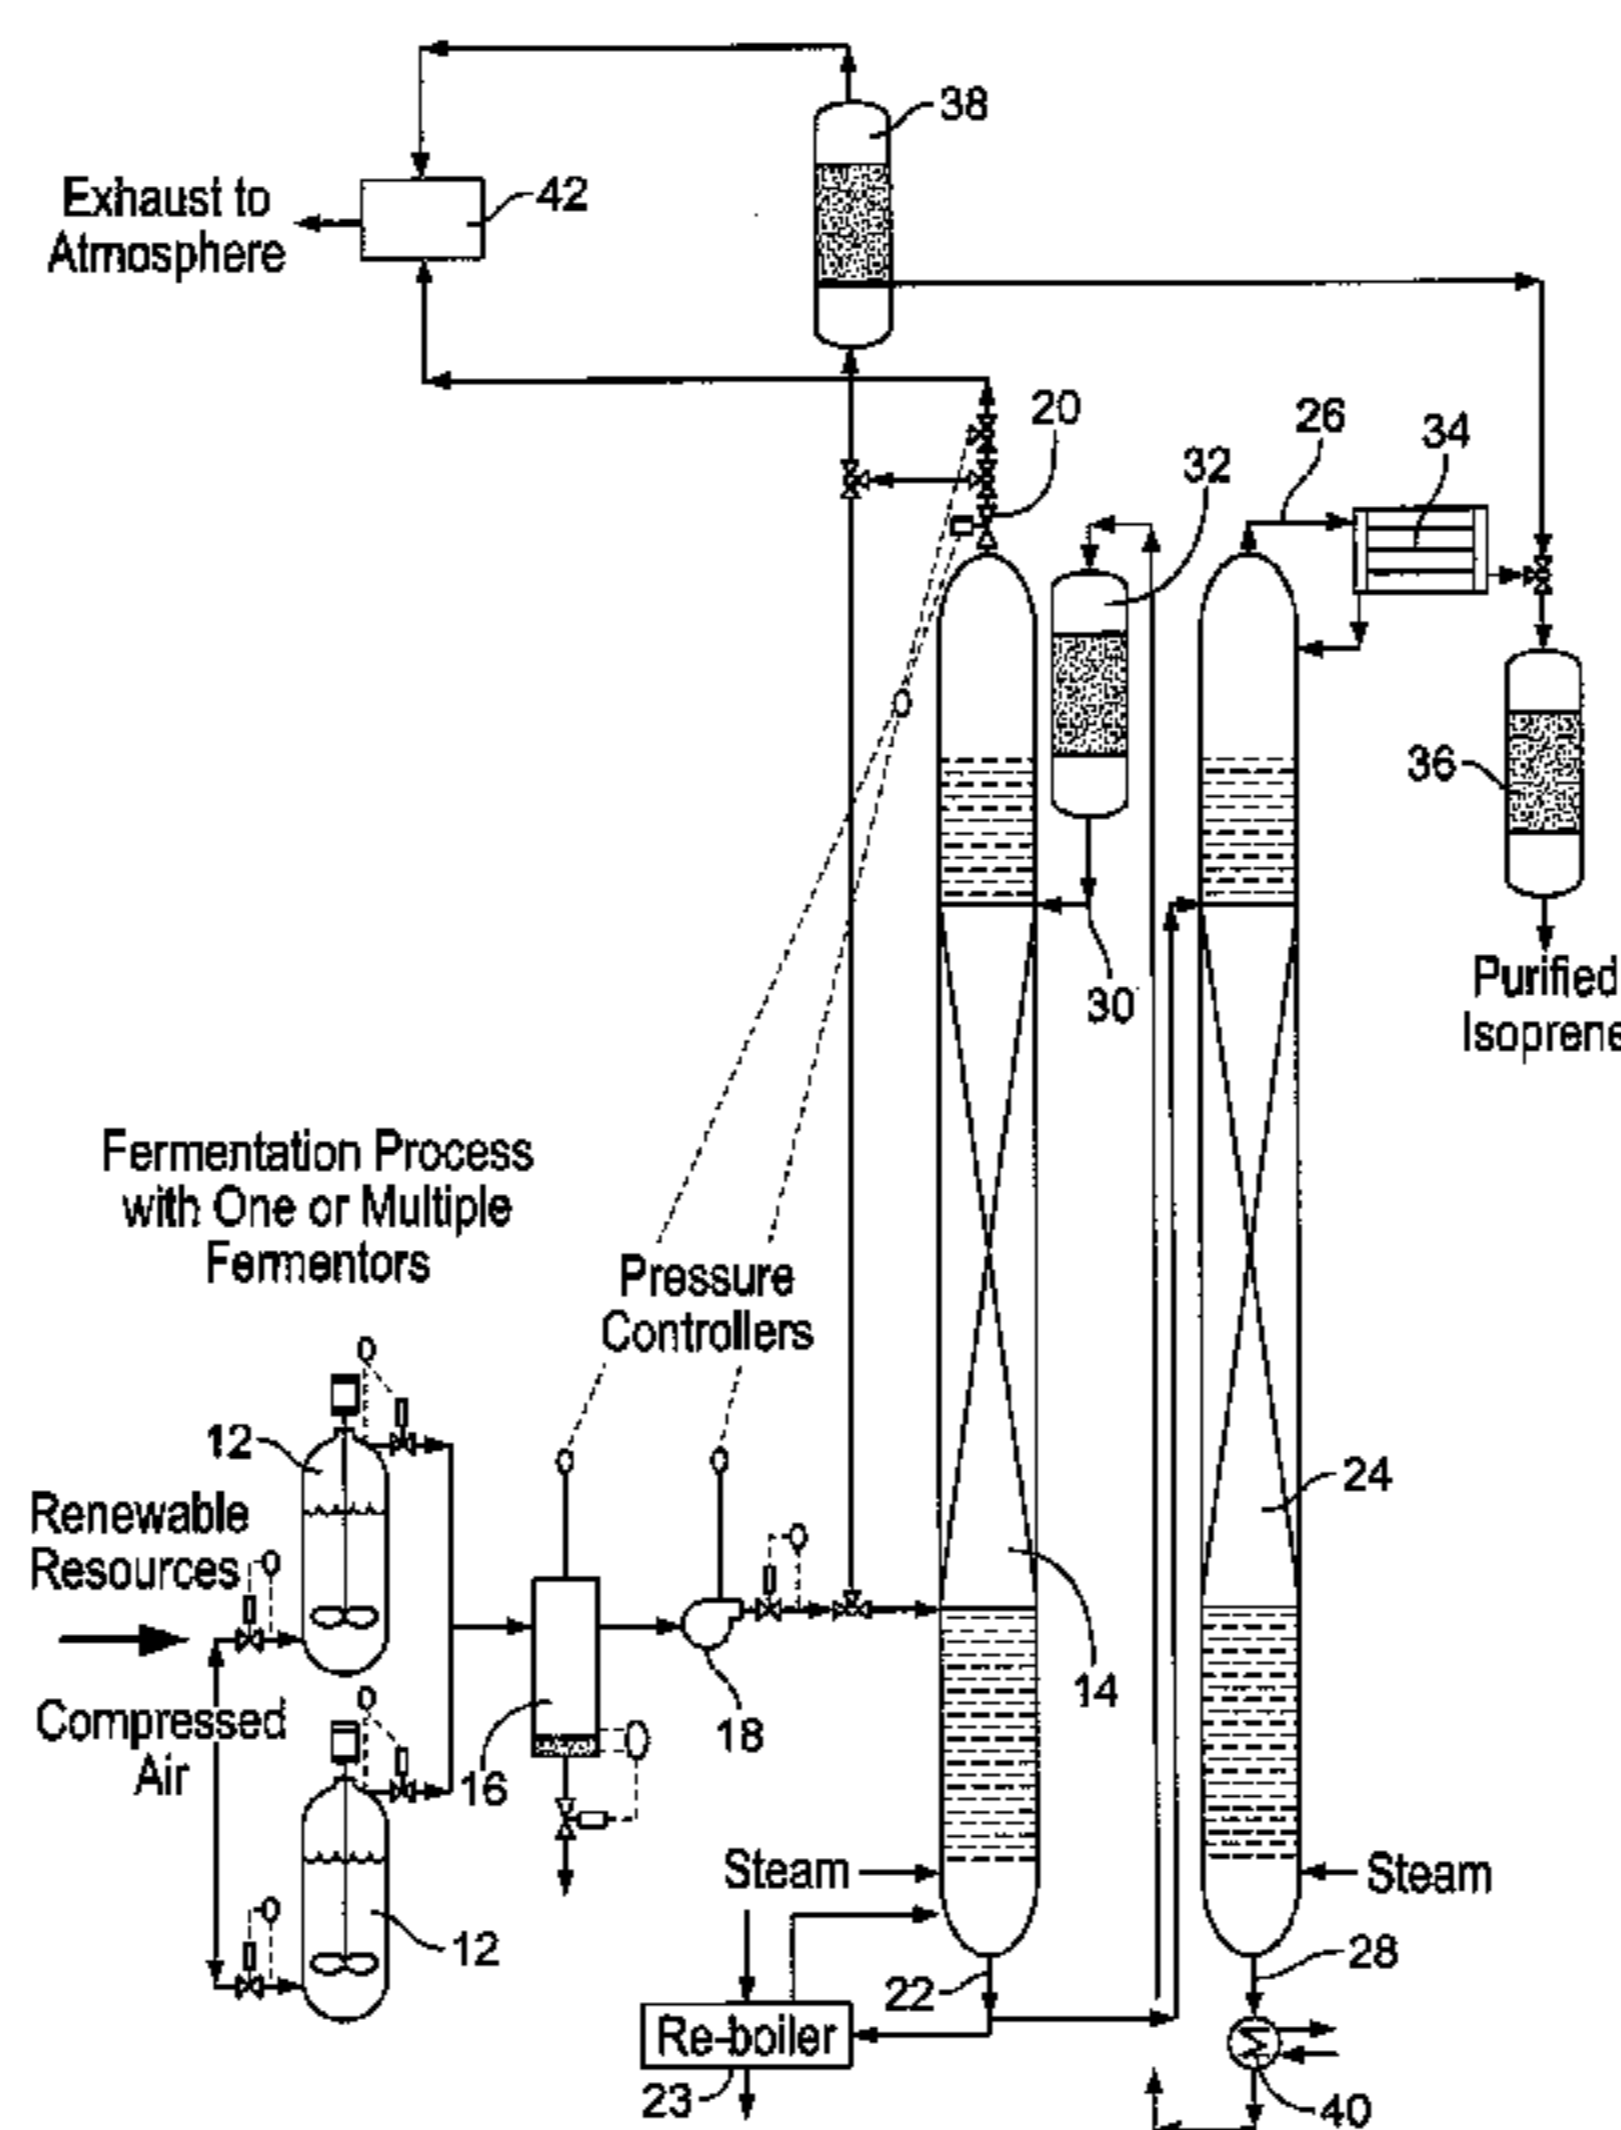 38
Exhaust to
Atmosphere
42
20
26
34
32
36
30
Purified
Isoprene
Fermentation Process
with One or Multiple
Fermentors
Pressure
Controllers
12
Renewable
Resources
24
14
Compressed
Air
16
18
Steam
Steam
12
22
28
Re-boiler
23
40